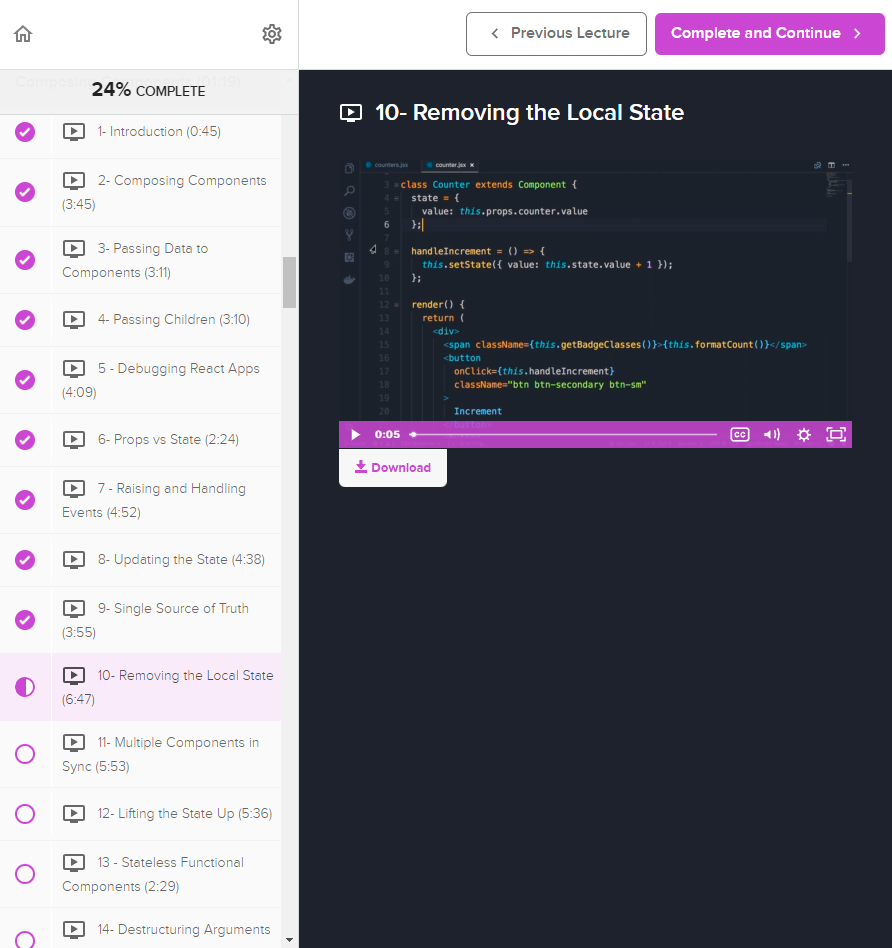 Previous Lecture
Complete and Continue
Composing Components (01:19)
24% COMPLETE
1- Introduction (0:45)
2- Composing Components
(3:45)
3- Passing Data to
Components (3:11)
4- Passing Children (3:10)
5 - Debugging React Apps
(4:09)
6- Props vs State (2:24)
7 - Raising and Handling
Events (4:52)
8- Updating the State (4:38)
9- Single Source of Truth
(3:55)
10- Removing the Local State
(6:47)
11- Multiple Components in
Sync (5:53)
12- Lifting the State Up (5:36)
13 - Stateless Functional
Components (2:29)
14- Destructuring Arguments
10- Removing the Local State
counters.jsx counter.jsx ×
3 class Counter extends Component {
4 state = {
5 value: this.props.counter.value
6 };
7
8 handleIncrement = () => {
9 this.setState({ value: this.state.value + 1 });
10 };
11
12 render() {
13 return (
14 <div>
15 <span className={this.getBadgeClasses()}>{this.formatCount()}</span>
16 <button
17 onClick={this.handleIncrement}
18 className="btn btn-secondary btn-sm"
19 >
20 Increment
</button>
0:05
CC
Download